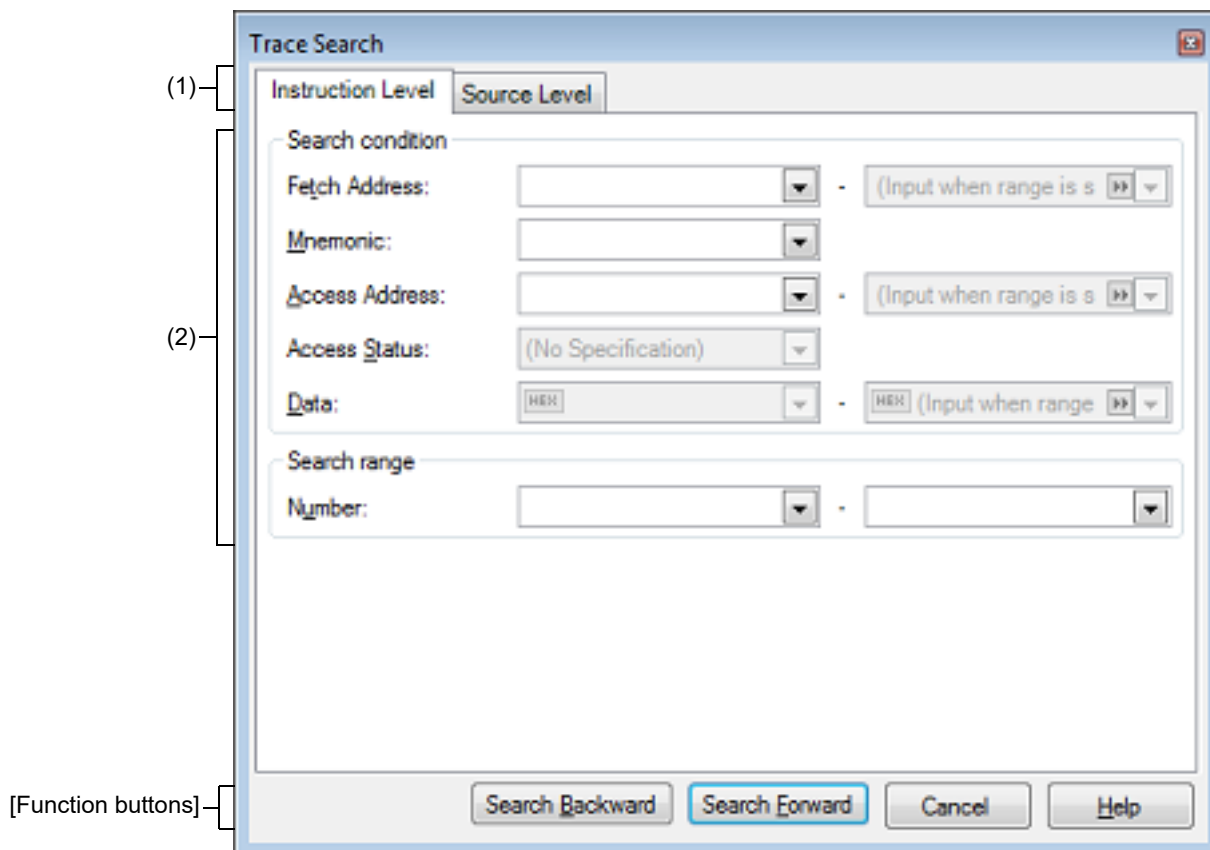 Trace Search
(1)
Instruction Level Source Level
Search condition
Fetch Address: - (Input when range is s
Mnemonic:
Access Address: - (Input when range is s
(2)
Access Status: (No Specification)
Data: HEX - HEX (Input when range
Search range
Number: -
[Function buttons] Search Backward Search Forward Cancel Help